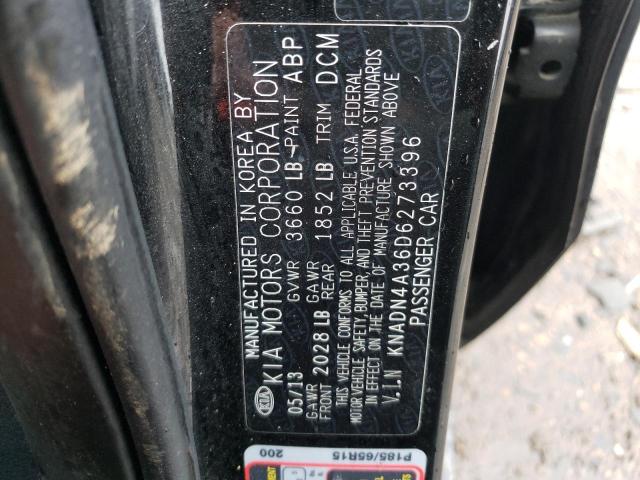 MANUFACTURED IN KOREA BY
KIA KIA MOTORS CORPORATION
05/13 GVWR 3660 LB PAINT ABP
GAWR FRONT 2028 LB GAWR REAR 1852 LB TRIM DCM
THIS VEHICLE CONFORMS TO ALL APPLICABLE U.S.A. FEDERAL
MOTOR VEHICLE SAFETY, BUMPER, AND THEFT PREVENTION STANDARDS
IN EFFECT ON THE DATE OF MANUFACTURE, SHOWN ABOVE
V.I.N KNADN4A36D6273396
PASSENGER CAR
P185/65R15
200